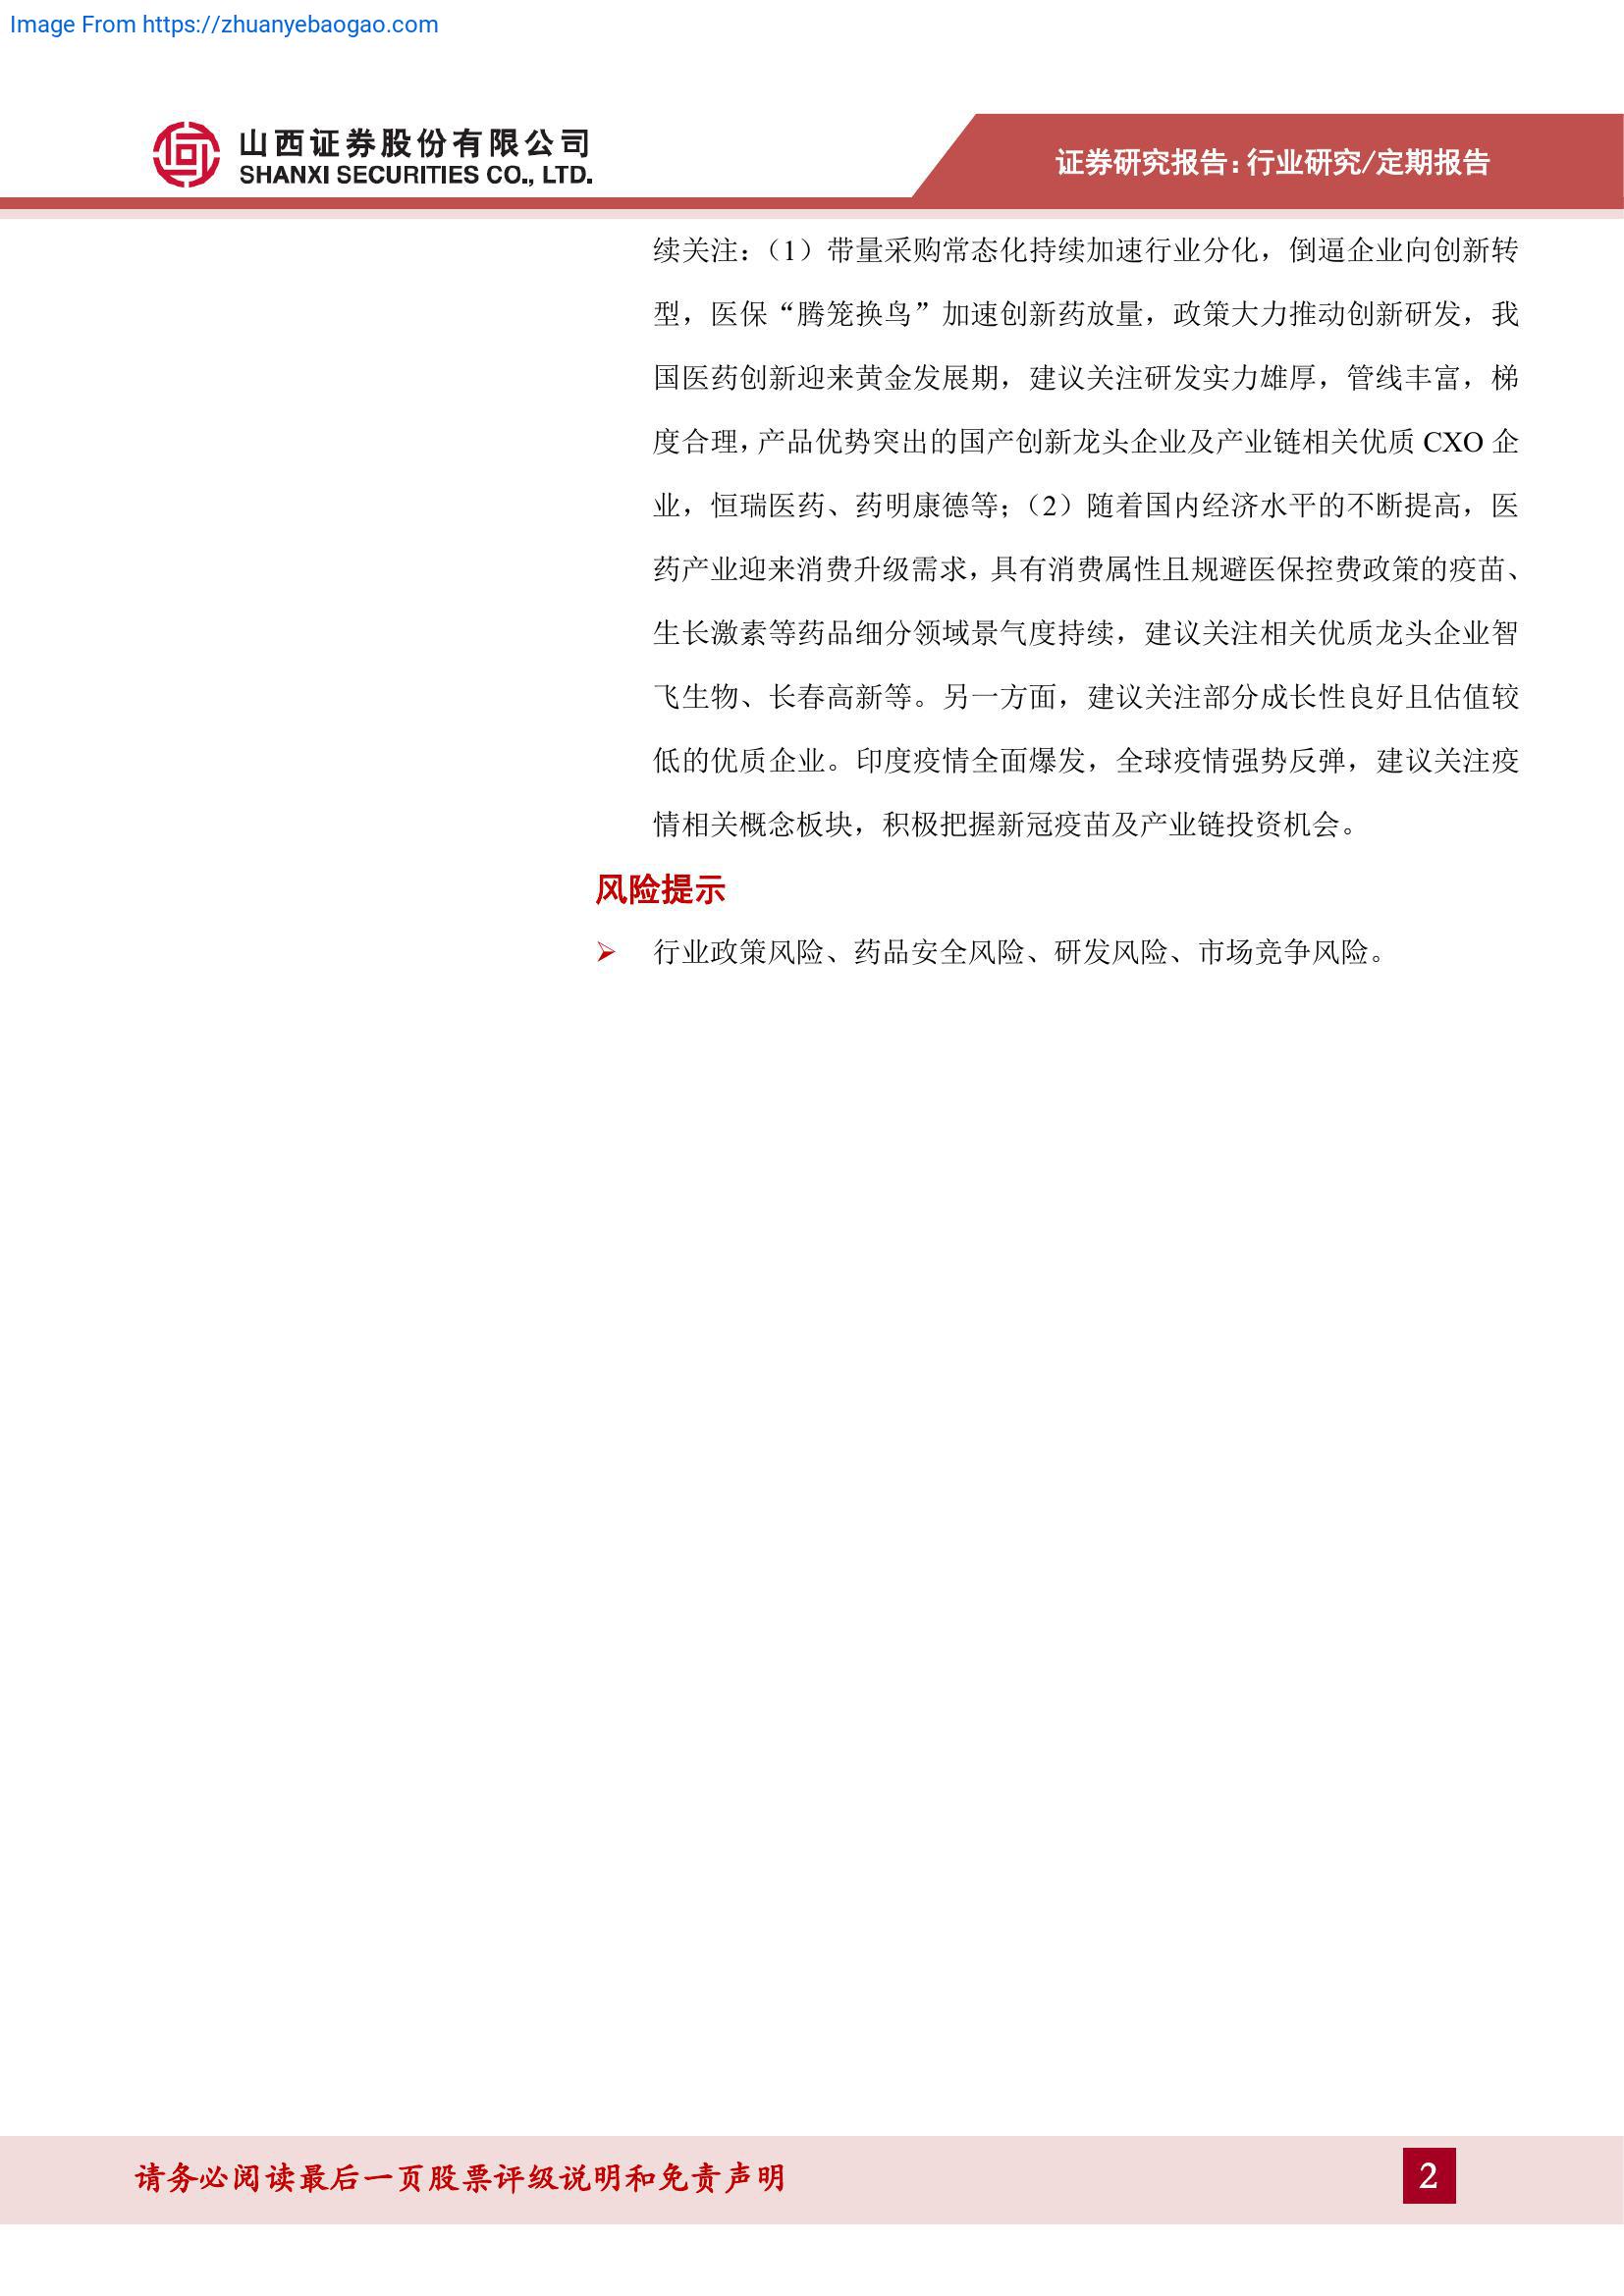 Image From https://zhuanyebaogao.com
山西证券股份有限公司
SHANXI SECURITIES CO., LTD.
证券研究报告:行业研究/定期报告
续关注：（1）带量采购常态化持续加速行业分化，倒逼企业向创新转
型，医保“腾笼换鸟”加速创新药放量，政策大力推动创新研发，我
国医药创新迎来黄金发展期，建议关注研发实力雄厚，管线丰富，梯
度合理，产品优势突出的国产创新龙头企业及产业链相关优质 CXO 企
业，恒瑞医药、药明康德等；（2）随着国内经济水平的不断提高，医
药产业迎来消费升级需求，具有消费属性且规避医保控费政策的疫苗、
生长激素等药品细分领域景气度持续，建议关注相关优质龙头企业智
飞生物、长春高新等。另一方面，建议关注部分成长性良好且估值较
低的优质企业。印度疫情全面爆发，全球疫情强势反弹，建议关注疫
情相关概念板块，积极把握新冠疫苗及产业链投资机会。
风险提示
➢ 行业政策风险、药品安全风险、研发风险、市场竞争风险。
请务必阅读最后一页股票评级说明和免责声明
2